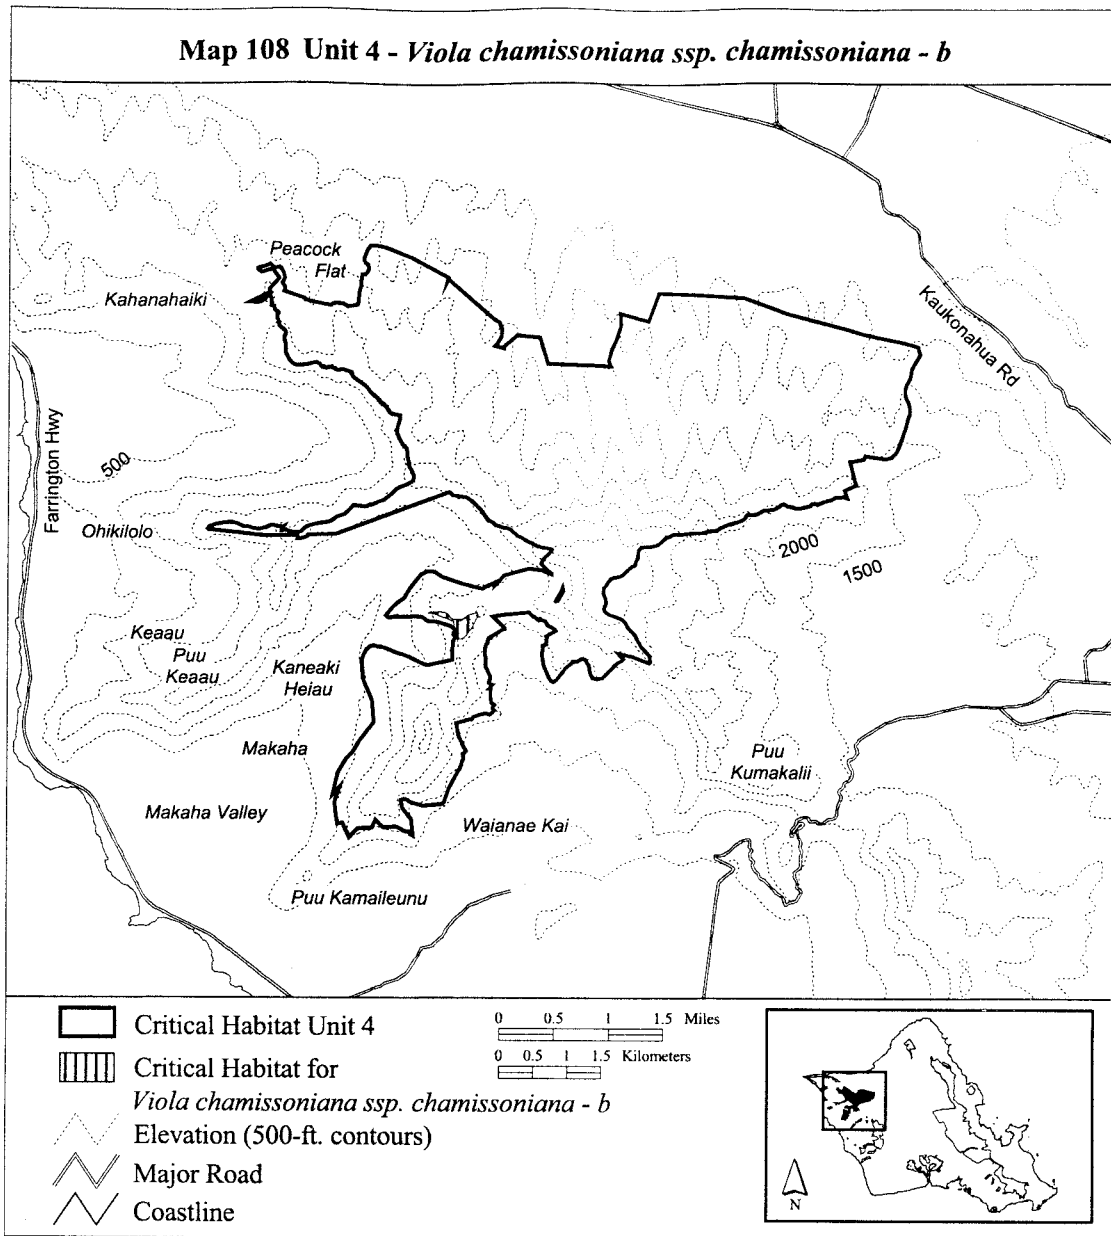 Map 108 Unit 4 - Viola chamissoniana ssp. chamissoniana - b
Peacock
Flat
Kahanahaiki
Kaukonahua Rd
Farrington Hwy
500
Ohikilolo
2000
1500
Keaau
Puu
Keaau
Kaneaki
Heiau
Makaha
Puu
Kumakalii
Makaha Valley
Waianae Kai
Puu Kamaileunu
Critical Habitat Unit 4
Critical Habitat for
Viola chamissoniana ssp. chamissoniana - b
Elevation (500-ft. contours)
Major Road
Coastline
0 0.5 1 1.5 Miles
0 0.5 1 1.5 Kilometers
N